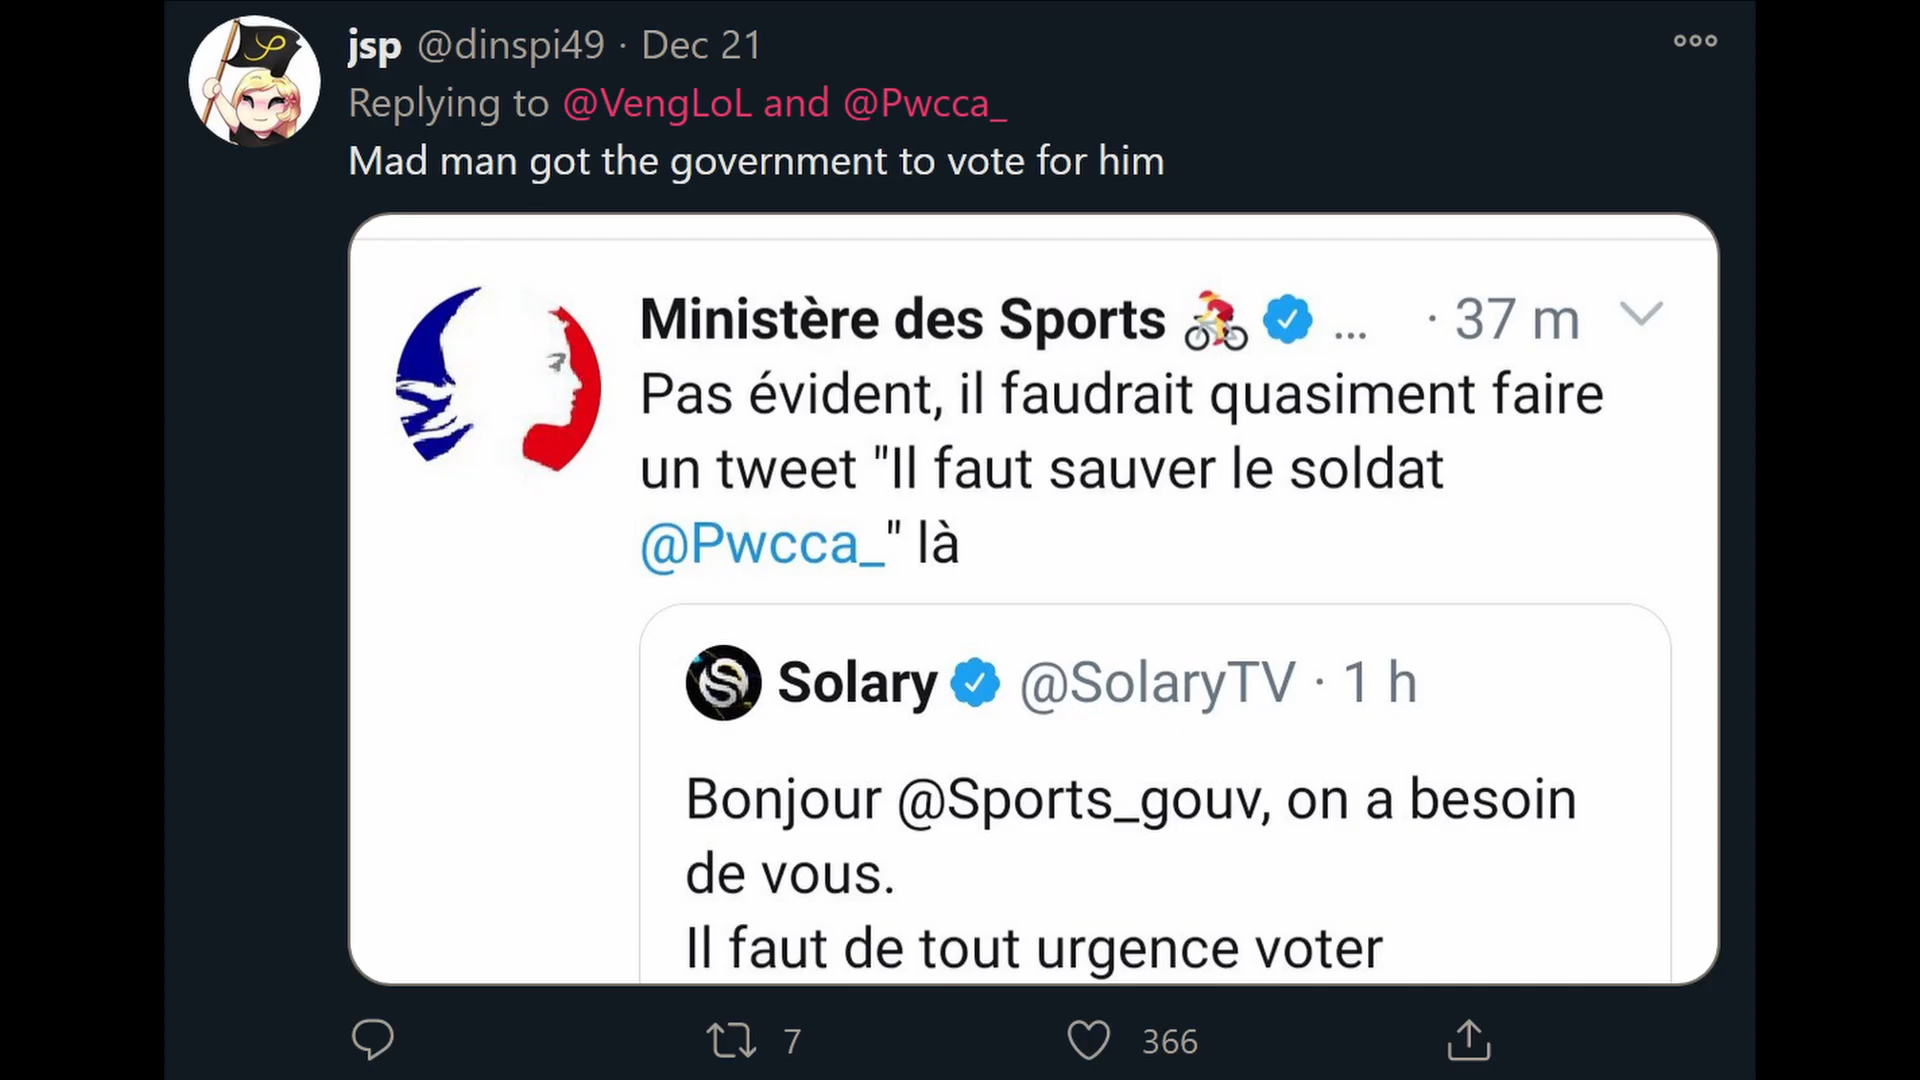 jsp @dinspi49 · Dec 21
Replying to @VengLoL and @Pwcca_
Mad man got the government to vote for him
Ministère des Sports ... · 37 m
Pas évident, il faudrait quasiment faire
un tweet "Il faut sauver le soldat
@Pwcca_" là
Solary @SolaryTV · 1 h
Bonjour @Sports_gouv, on a besoin
de vous.
Il faut de tout urgence voter
7
366